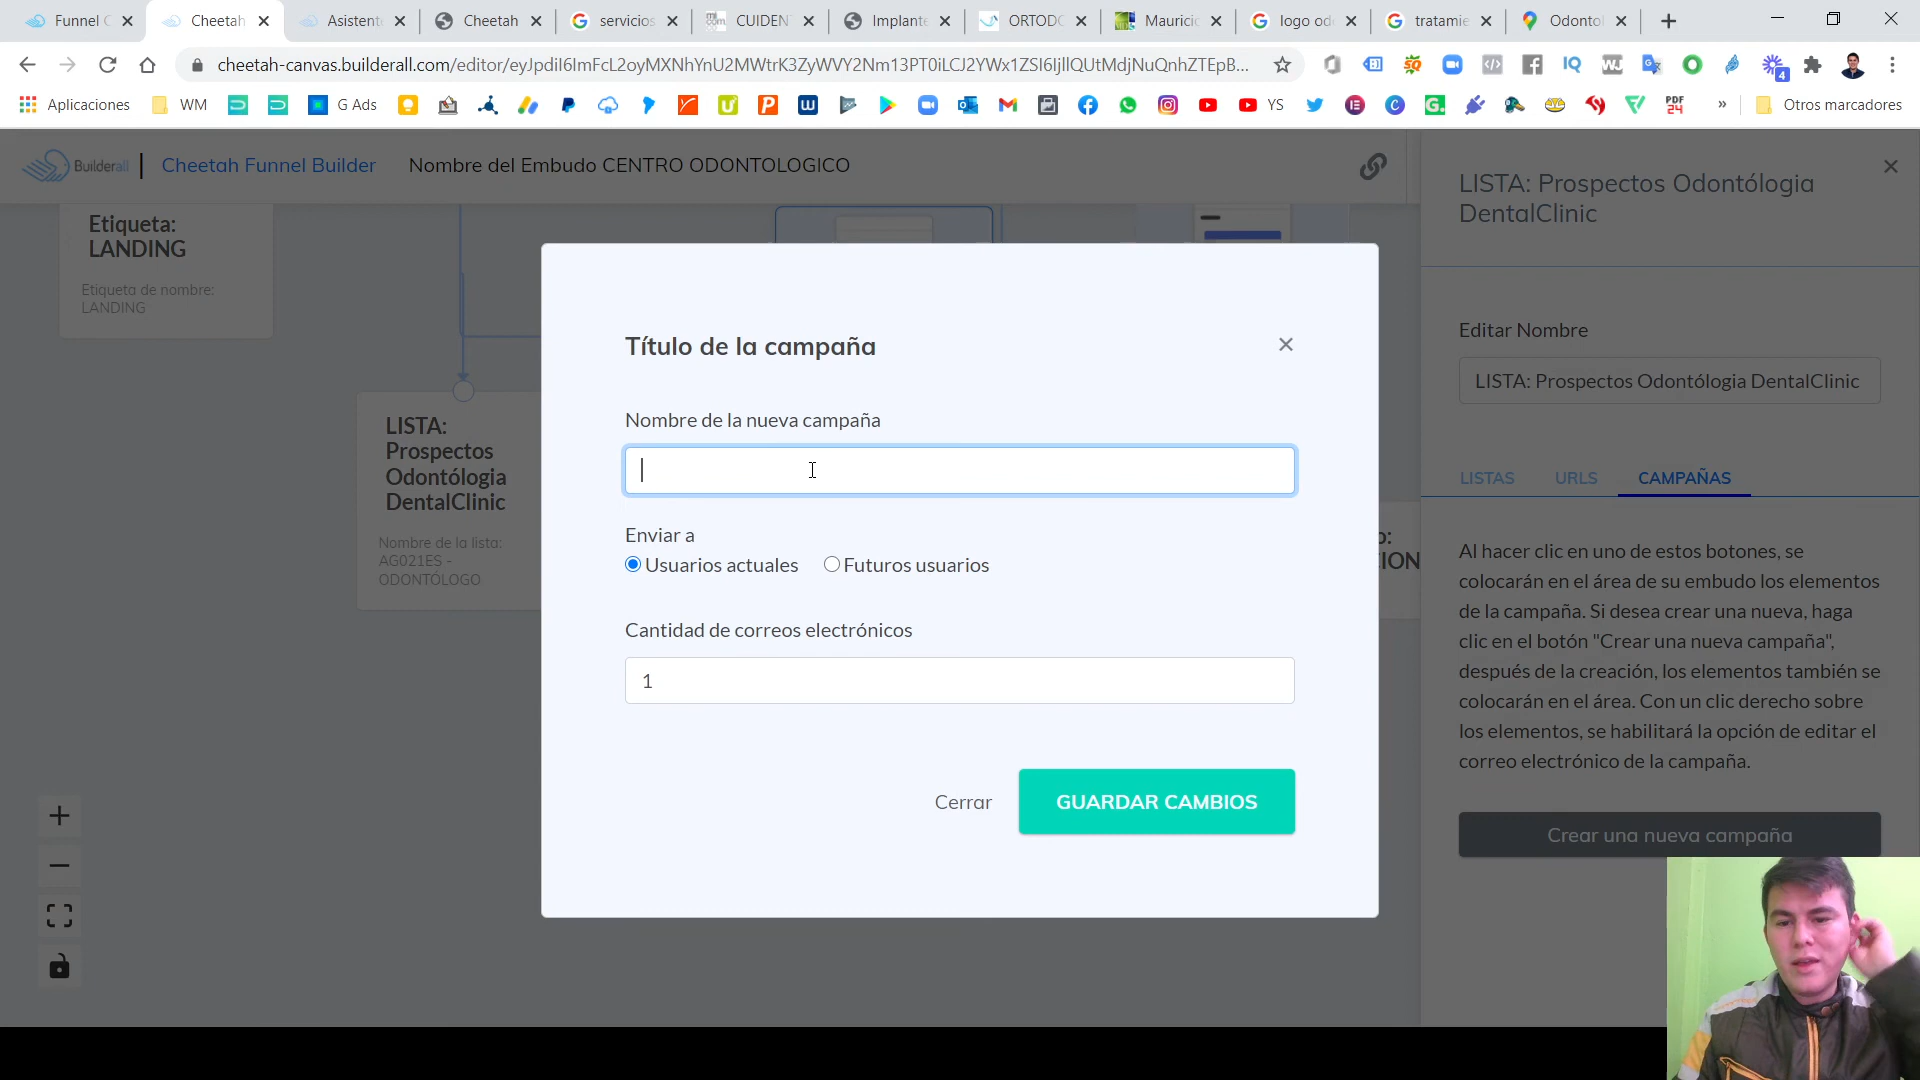 Funnel C
Cheetah
Asistent
Cheetah
servicios
CUIDEN
Implante
ORTODO
Mauricio
logo od
tratamie
Odontol
cheetah-canvas.builderall.com/editor/eyJpdiI6ImFcL2oyMXNhYnU2MWtrK3ZyWVY2Nm13PT0iLCJ2YWx1ZSI6IjllQUtMdjNuQnhZTEpB...
4
Aplicaciones
WM
G Ads
YS
PDF
24
»
Otros marcadores
Builderall
Cheetah Funnel Builder
Nombre del Embudo CENTRO ODONTOLOGICO
Etiqueta:
LANDING
Etiqueta de nombre:
LANDING
LISTA:
Prospectos
Odontólogia
DentalClinic
Nombre de la lista:
AG021ES -
ODONTÓLOGO
Título de la campaña
Nombre de la nueva campaña
Enviar a
Usuarios actuales
Futuros usuarios
Cantidad de correos electrónicos
1
Cerrar
GUARDAR CAMBIOS
LISTA: Prospectos Odontólogia
DentalClinic
Editar Nombre
LISTA: Prospectos Odontólogia DentalClinic
LISTAS
URLS
CAMPAÑAS
Al hacer clic en uno de estos botones, se
colocarán en el área de su embudo los elementos
de la campaña. Si desea crear una nueva, haga
clic en el botón "Crear una nueva campaña",
después de la creación, los elementos también se
colocarán en el área. Con un clic derecho sobre
los elementos, se habilitará la opción de editar el
correo electrónico de la campaña.
Crear una nueva campaña